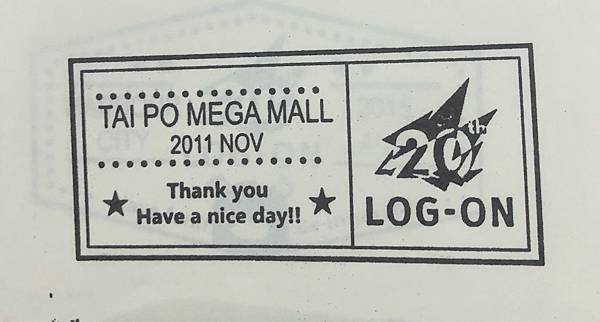 TAI PO MEGA MALL
2011 NOV
Thank you
Have a nice day!!
20th
LOG-ON